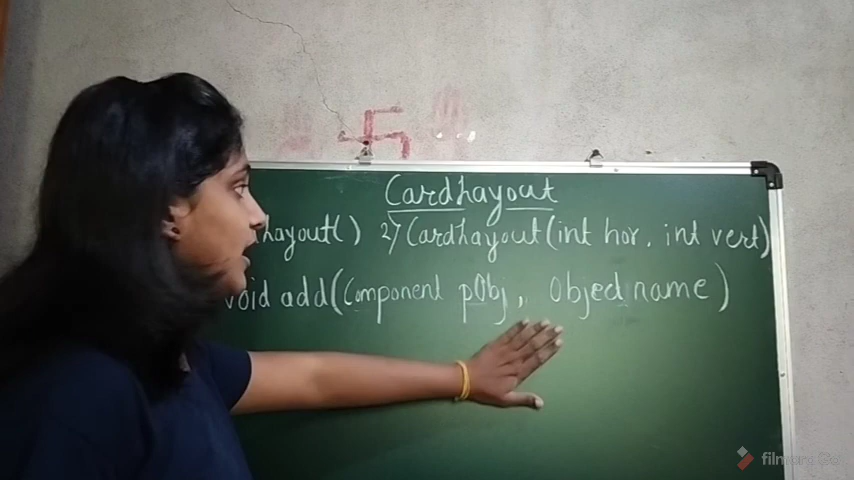 CardLayout
Layout() 2) CardLayout(int hor, int vert)
void add(Component pObj, Object name)
filmora